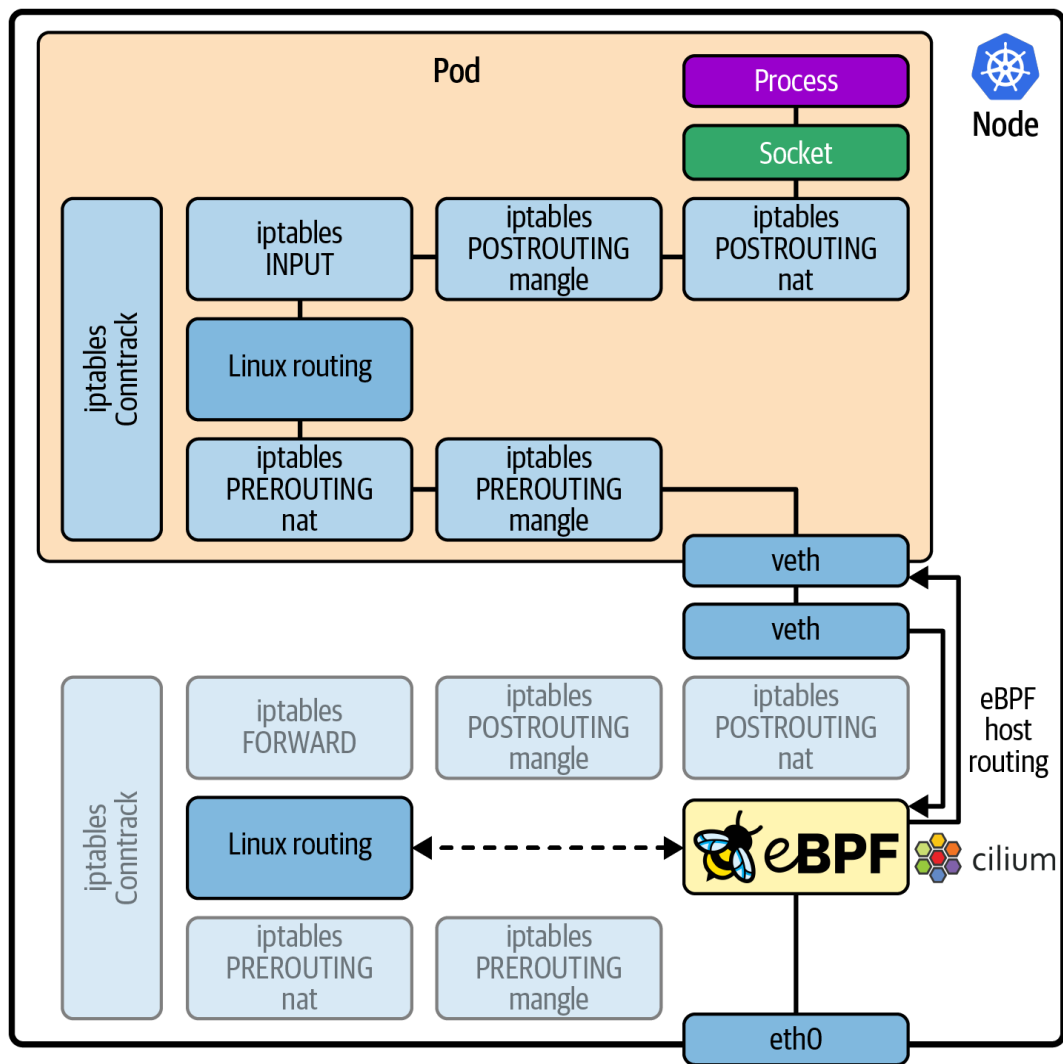 Pod
Process
Node
Socket
iptables
Conntrack
iptables
INPUT
iptables
POSTROUTING
mangle
iptables
POSTROUTING
nat
Linux routing
iptables
PREROUTING
nat
iptables
PREROUTING
mangle
veth
veth
iptables
Conntrack
iptables
FORWARD
iptables
POSTROUTING
mangle
iptables
POSTROUTING
nat
eBPF
host
routing
Linux routing
eBPF
cilium
iptables
PREROUTING
nat
iptables
PREROUTING
mangle
eth0